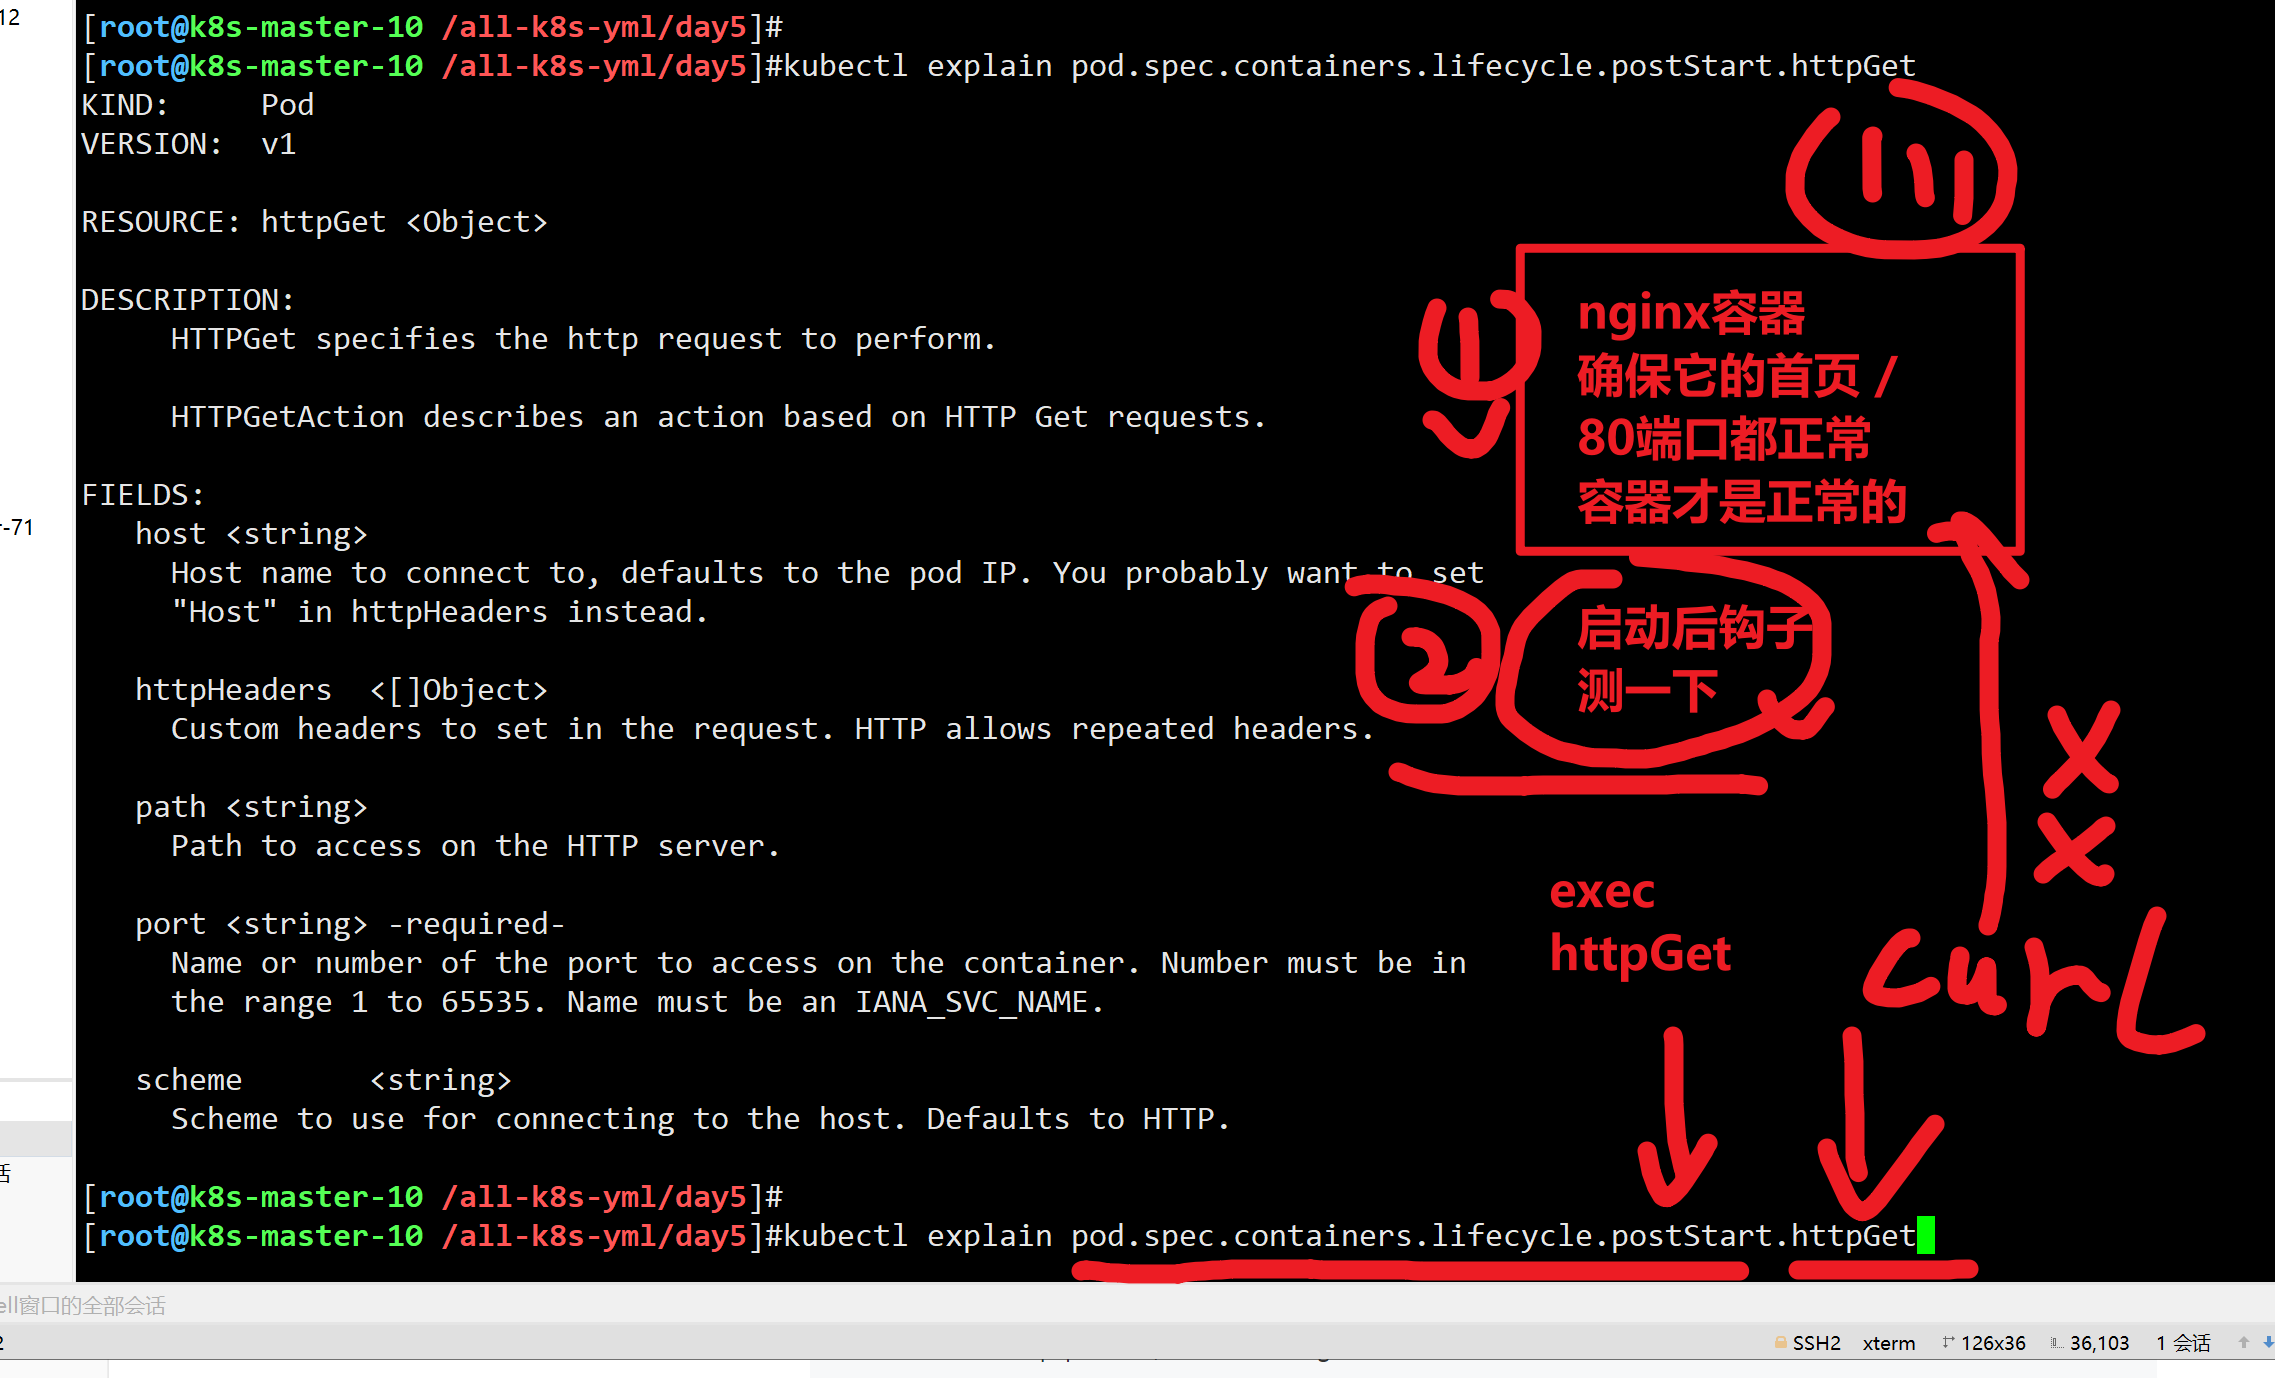 12
[root@k8s-master-10 /all-k8s-yml/day5]#
[root@k8s-master-10 /all-k8s-yml/day5]#kubectl explain pod.spec.containers.lifecycle.postStart.httpGet
KIND:     Pod
VERSION:  v1
RESOURCE: httpGet <Object>
DESCRIPTION:
HTTPGet specifies the http request to perform.
HTTPGetAction describes an action based on HTTP Get requests.
FIELDS:
host <string>
Host name to connect to, defaults to the pod IP. You probably want to set
"Host" in httpHeaders instead.
httpHeaders  <[]Object>
Custom headers to set in the request. HTTP allows repeated headers.
path <string>
Path to access on the HTTP server.
port <string> -required-
Name or number of the port to access on the container. Number must be in
the range 1 to 65535. Name must be an IANA_SVC_NAME.
scheme       <string>
Scheme to use for connecting to the host. Defaults to HTTP.
[root@k8s-master-10 /all-k8s-yml/day5]#
[root@k8s-master-10 /all-k8s-yml/day5]#kubectl explain pod.spec.containers.lifecycle.postStart.httpGet
1
nginx容器
确保它的首页 /
80端口都正常
容器才是正常的
2
启动后钩子
测一下
exec
httpGet
x
x
curl
-71
话
ell窗口的全部会话
SSH2 xterm 126x36 36,103 1 会话